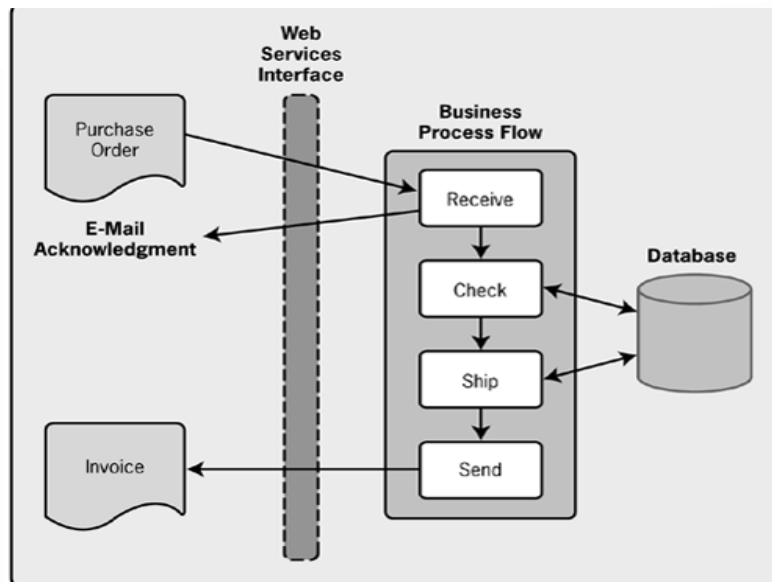 Web
Services
Interface
Purchase
Order
Business
Process Flow
Receive
E-Mail
Acknowledgment
Check
Database
Ship
Invoice
Send